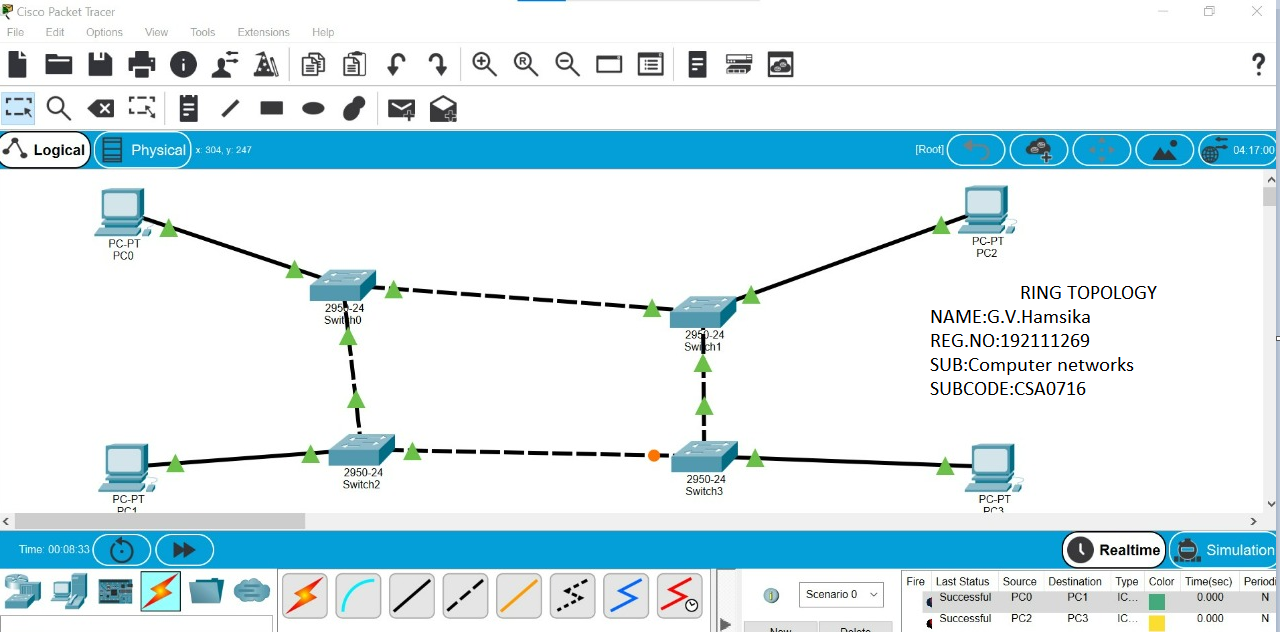 Cisco Packet Tracer
File Edit Options View Tools Extensions Help
Logical Physical x: 304, y: 247 [Root] 04:17:00
PC-PT
PC0
PC-PT
PC2
2950-24
Switch0
2950-24
Switch1
RING TOPOLOGY
NAME:G.V.Hamsika
REG.NO:192111269
SUB:Computer networks
SUBCODE:CSA0716
2950-24
Switch2
2950-24
Switch3
PC-PT
PC1
PC-PT
PC3
Time: 00:08:33 Realtime Simulation
Scenario 0
New Delete
Fire Last Status Source Destination Type Color Time(sec) Periodi
Successful PC0 PC1 IC... 0.000 N
Successful PC2 PC3 IC... 0.000 N